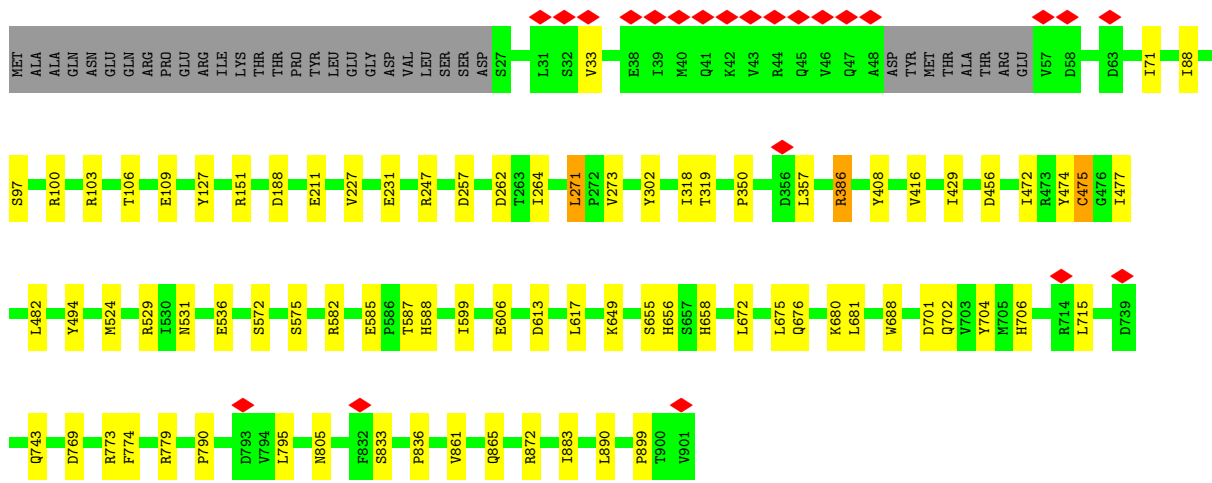 MET ALA ALA GLN ASN GLU GLN ARG PRO GLU ARG ILE LYS THR THR PRO TYR LEU GLU GLY ASP VAL LEU SER SER ASP S27 L31 S32 V33 E38 I39 M40 Q41 K42 V43 R44 Q45 V46 Q47 A48 ASP TYR MET THR ALA THR ARG GLU V57 D58 D63 I71 I88
S97 R100 R103 T106 E109 Y127 R151 D188 E211 V227 E231 R247 D257 D262 T263 I264 L271 P272 V273 Y302 I318 T319 P350 D356 L357 R386 Y408 V416 I429 D456 I472 R473 Y474 C475 G476 I477
L482 Y494 M524 R529 I530 N531 E536 S572 S575 R582 E585 P586 T587 H588 I599 E606 D613 L617 K649 S655 H656 S657 H658 L672 L675 Q676 K680 L681 W688 D701 Q702 V703 Y704 M705 H706 R714 L715 D739
Q743 D769 R773 F774 R779 P790 D793 V794 L795 N805 F832 S833 P836 V861 Q865 R872 I883 L890 P899 T900 V901